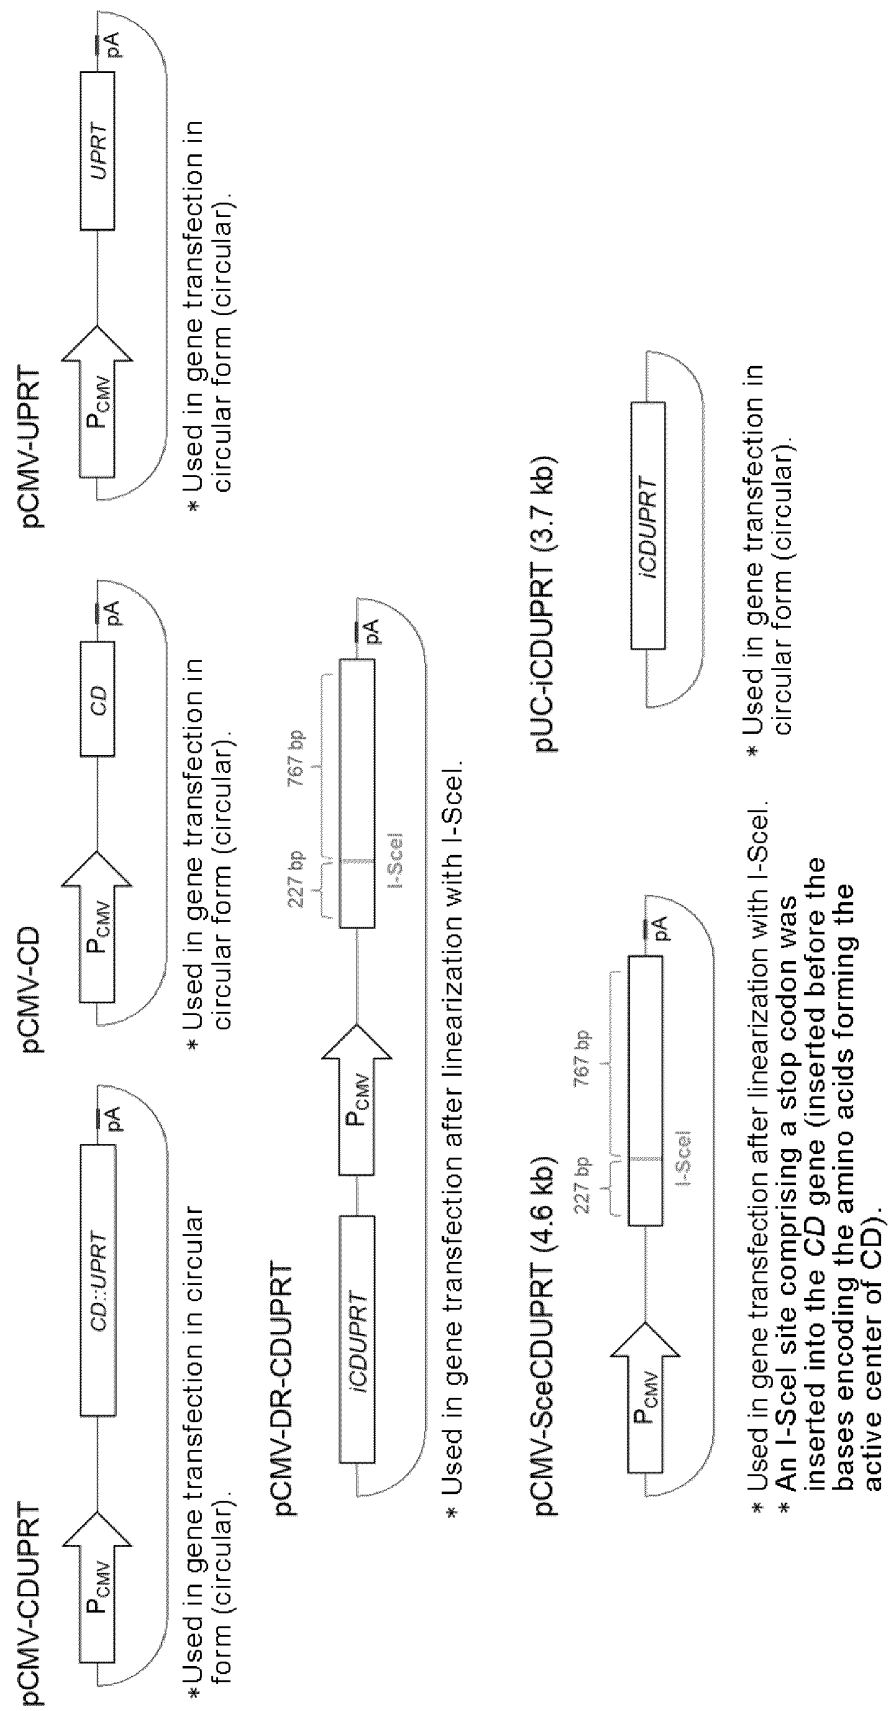 pCMV-CDUPRT
PCMV
CD::UPRT
pA
*Used in gene transfection in circular
form (circular).
pCMV-CD
PCMV
CD
pA
* Used in gene transfection in
circular form (circular).
pCMV-UPRT
PCMV
UPRT
pA
* Used in gene transfection in
circular form (circular).
pCMV-DR-CDUPRT
227 bp
767 bp
iCDUPRT
PCMV
pA
I-SceI
* Used in gene transfection after linearization with I-SceI.
pCMV-SceCDUPRT (4.6 kb)
227 bp
767 bp
PCMV
pA
I-SceI
* Used in gene transfection after linearization with I-SceI.
* An I-SceI site comprising a stop codon was
inserted into the CD gene (inserted before the
bases encoding the amino acids forming the
active center of CD).
pUC-iCDUPRT (3.7 kb)
iCDUPRT
* Used in gene transfection in
circular form (circular).